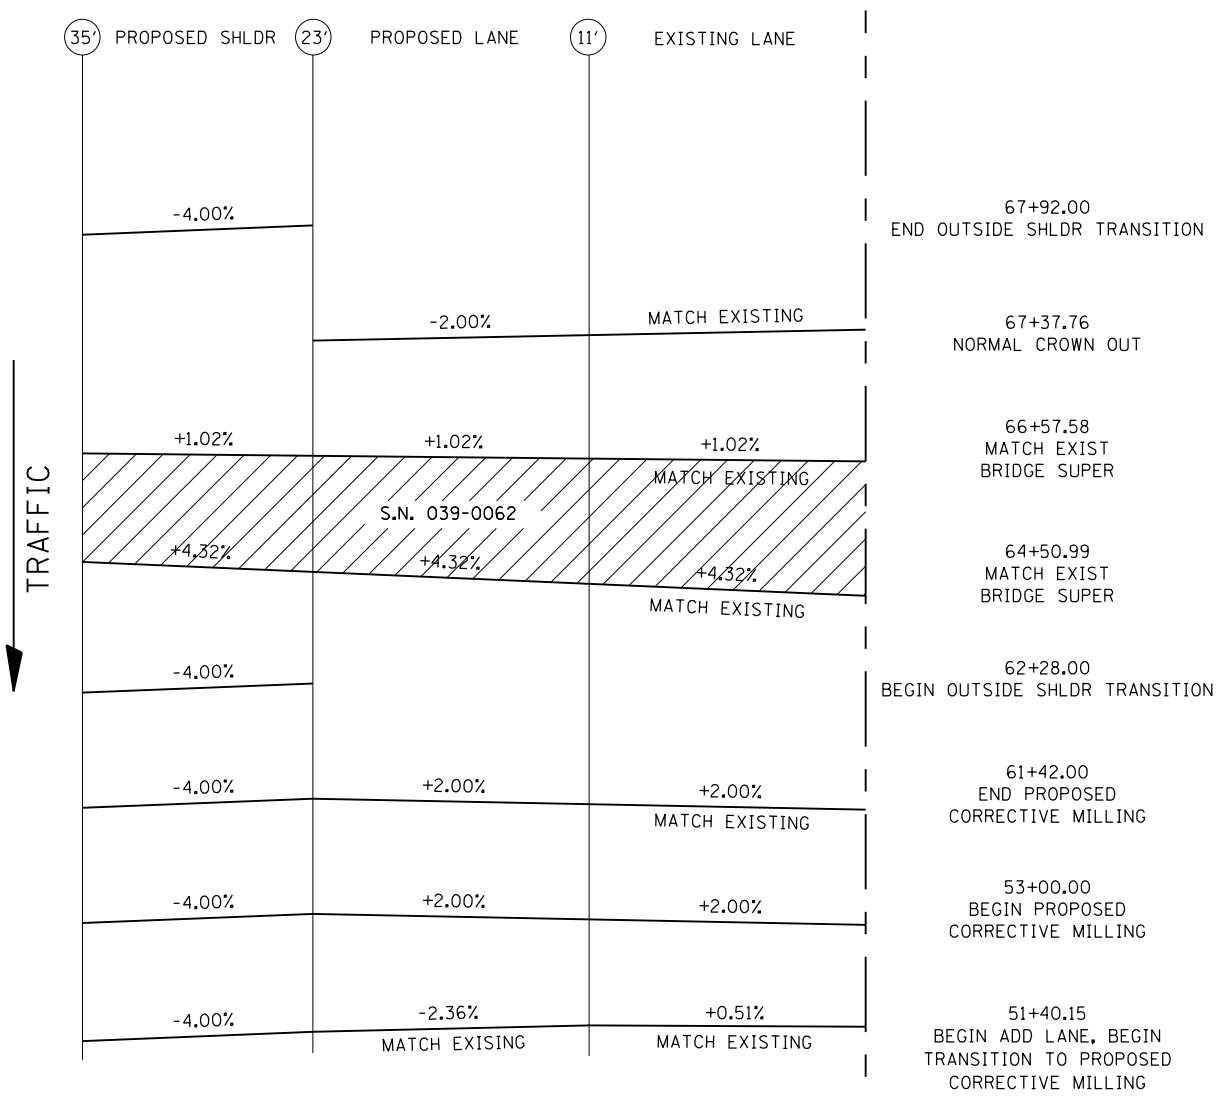 35' PROPOSED SHLDR 23' PROPOSED LANE 11' EXISTING LANE
-4.00%
67+92.00
END OUTSIDE SHLDR TRANSITION
-2.00%
MATCH EXISTING
67+37.76
NORMAL CROWN OUT
+1.02%
+1.02%
+1.02%
MATCH EXISTING
66+57.58
MATCH EXIST
BRIDGE SUPER
S.N. 039-0062
TRAFFIC
+4.32%
+4.32%
+4.32%
MATCH EXISTING
64+50.99
MATCH EXIST
BRIDGE SUPER
-4.00%
62+28.00
BEGIN OUTSIDE SHLDR TRANSITION
-4.00%
+2.00%
+2.00%
MATCH EXISTING
61+42.00
END PROPOSED
CORRECTIVE MILLING
-4.00%
+2.00%
+2.00%
53+00.00
BEGIN PROPOSED
CORRECTIVE MILLING
-4.00%
-2.36%
MATCH EXISING
+0.51%
MATCH EXISTING
51+40.15
BEGIN ADD LANE, BEGIN
TRANSITION TO PROPOSED
CORRECTIVE MILLING